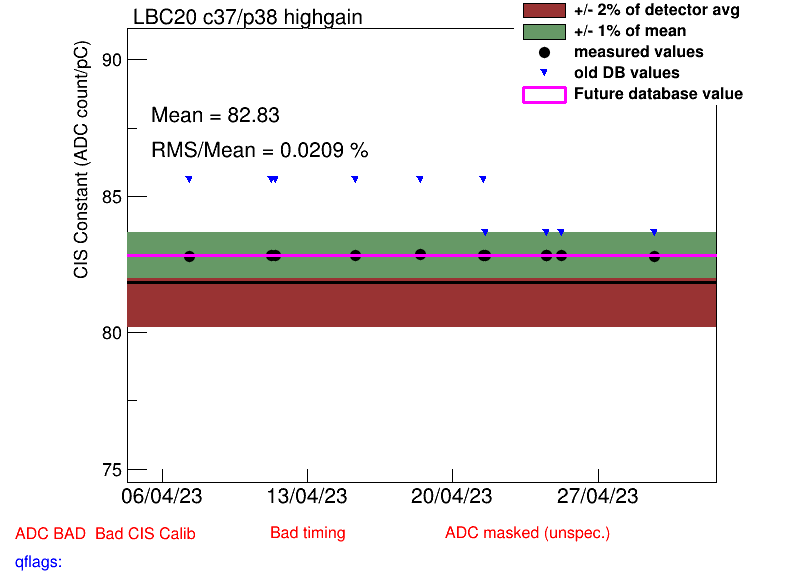 LBC20 c37/p38 highgain
+/- 2% of detector avg
+/- 1% of mean
measured values
old DB values
Future database value
Mean = 82.83
RMS/Mean = 0.0209 %
CIS Constant (ADC count/pC)
90
85
80
75
06/04/23 13/04/23 20/04/23 27/04/23
ADC BAD Bad CIS Calib Bad timing ADC masked (unspec.)
qflags: